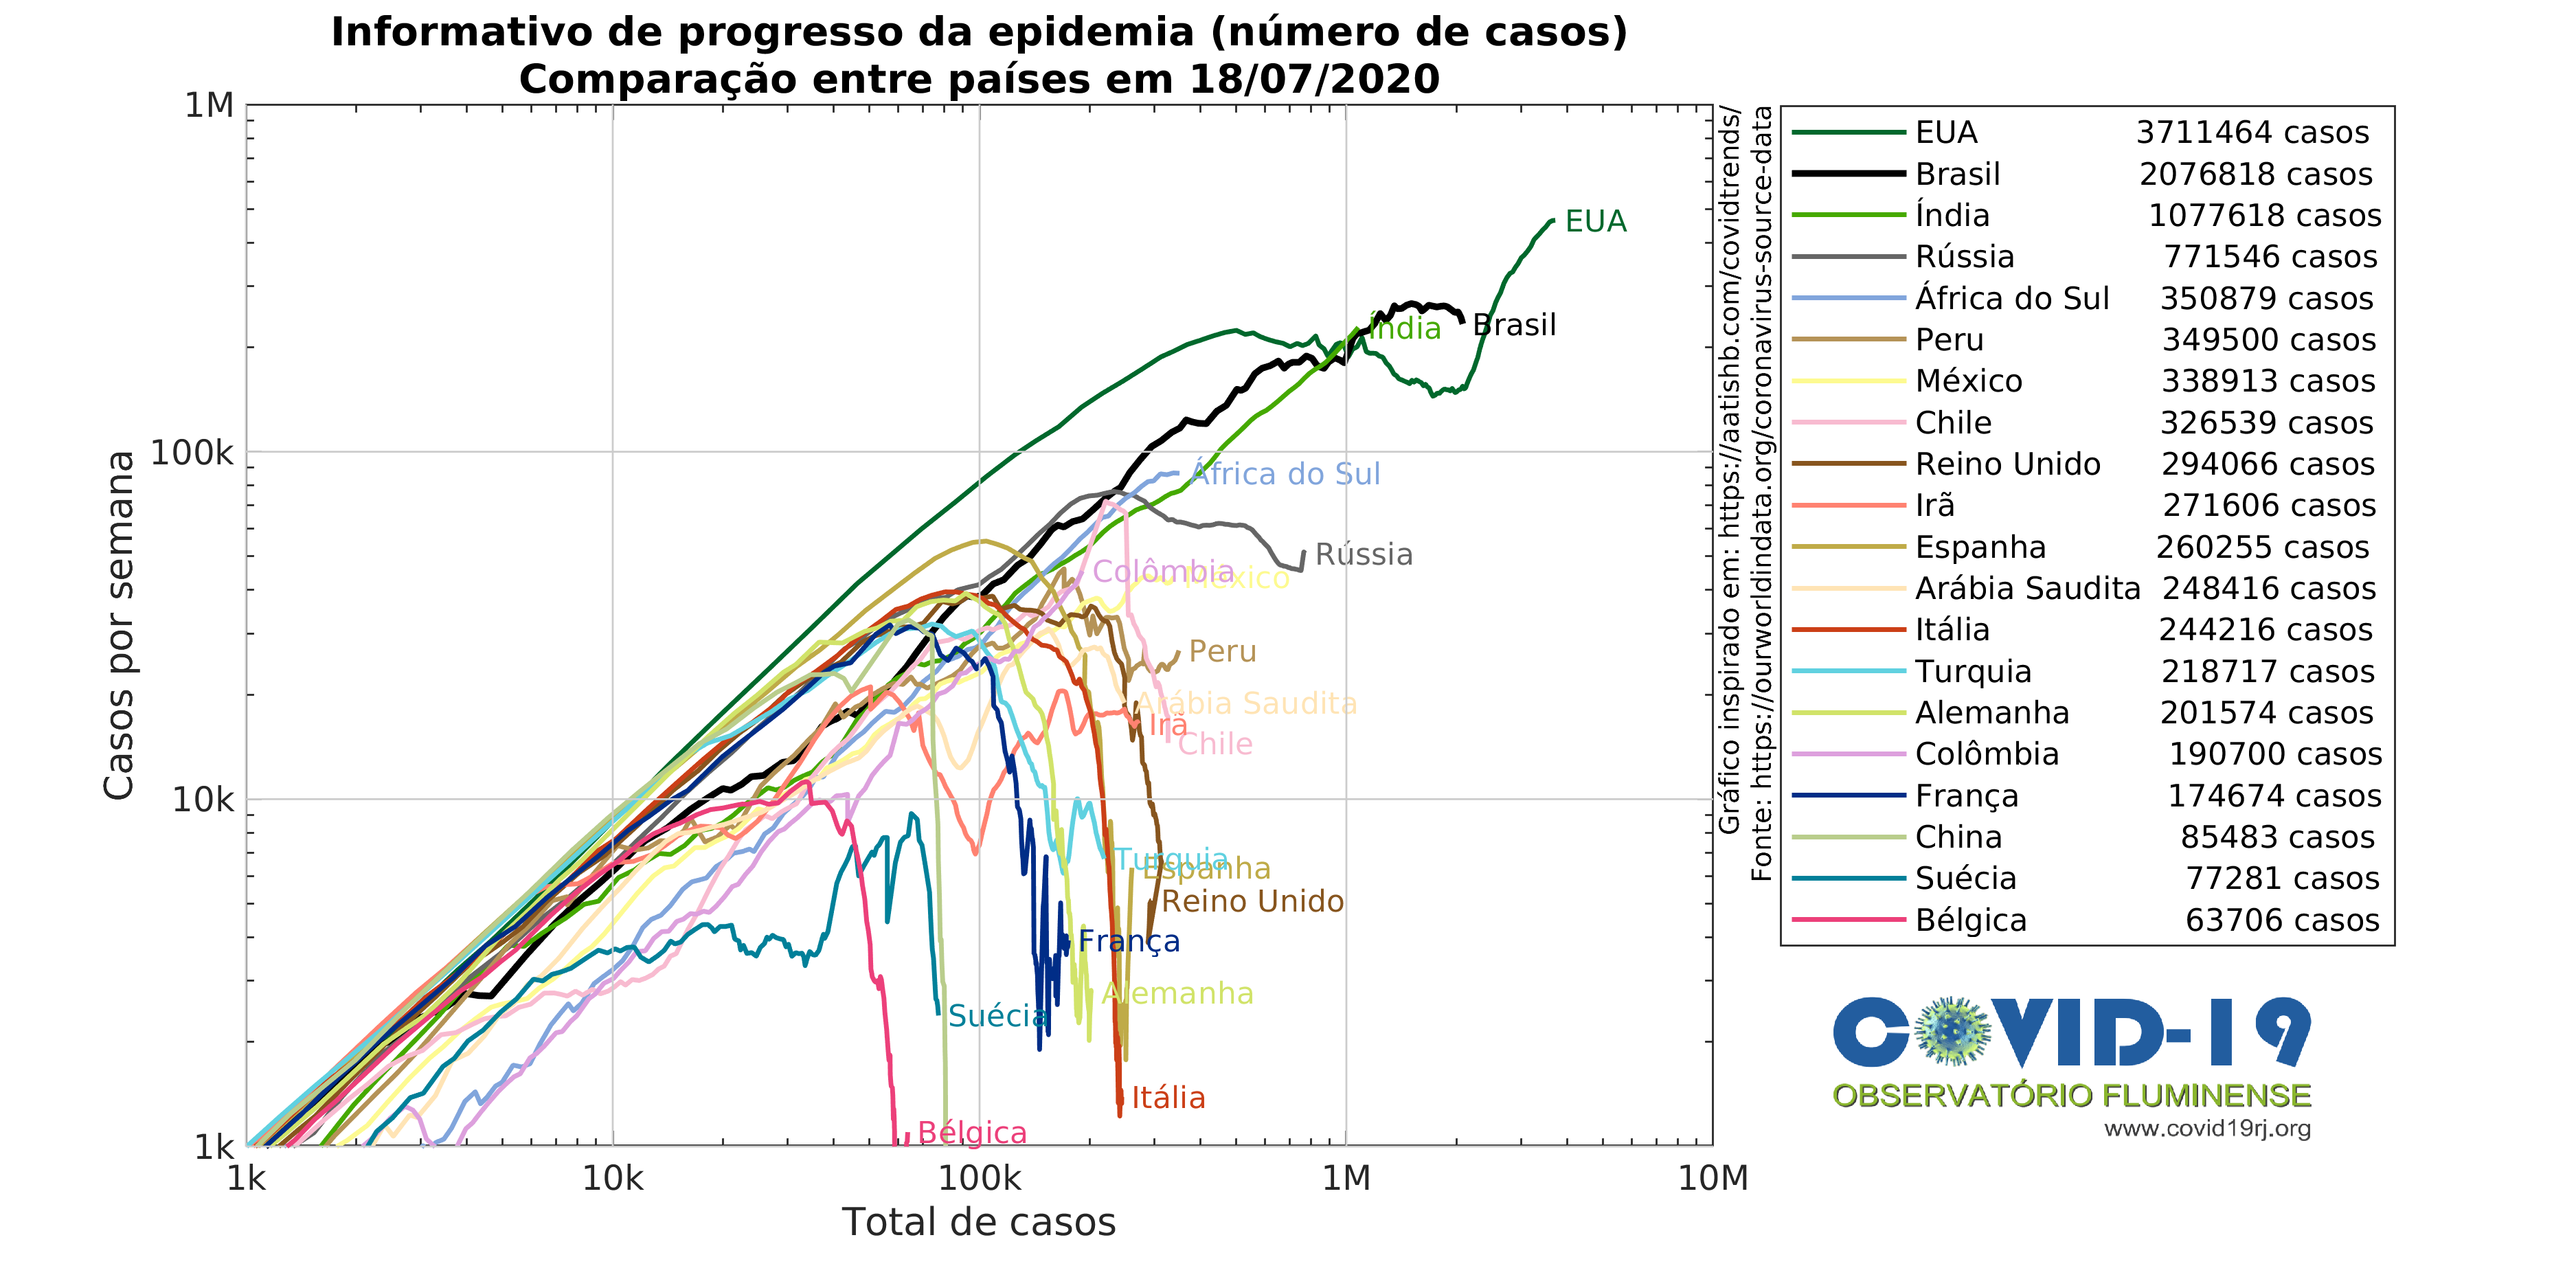 Informativo de progresso da epidemia (número de casos)
Comparação entre países em 18/07/2020
Casos por semana
1M
100k
10k
1k
1k
10k
100k
1M
10M
Total de casos
EUA
Índia
Brasil
África do Sul
Rússia
Colômbia
México
Peru
Arábia Saudita
Irã
Chile
Turquia
Espanha
Reino Unido
França
Alemanha
Suécia
Itália
Bélgica
Gráfico inspirado em: https://aatishb.com/covidtrends/
Fonte: https://ourworldindata.org/coronavirus-source-data
EUA 3711464 casos
Brasil 2076818 casos
Índia 1077618 casos
Rússia 771546 casos
África do Sul 350879 casos
Peru 349500 casos
México 338913 casos
Chile 326539 casos
Reino Unido 294066 casos
Irã 271606 casos
Espanha 260255 casos
Arábia Saudita 248416 casos
Itália 244216 casos
Turquia 218717 casos
Alemanha 201574 casos
Colômbia 190700 casos
França 174674 casos
China 85483 casos
Suécia 77281 casos
Bélgica 63706 casos
COVID-19
OBSERVATÓRIO FLUMINENSE
www.covid19rj.org